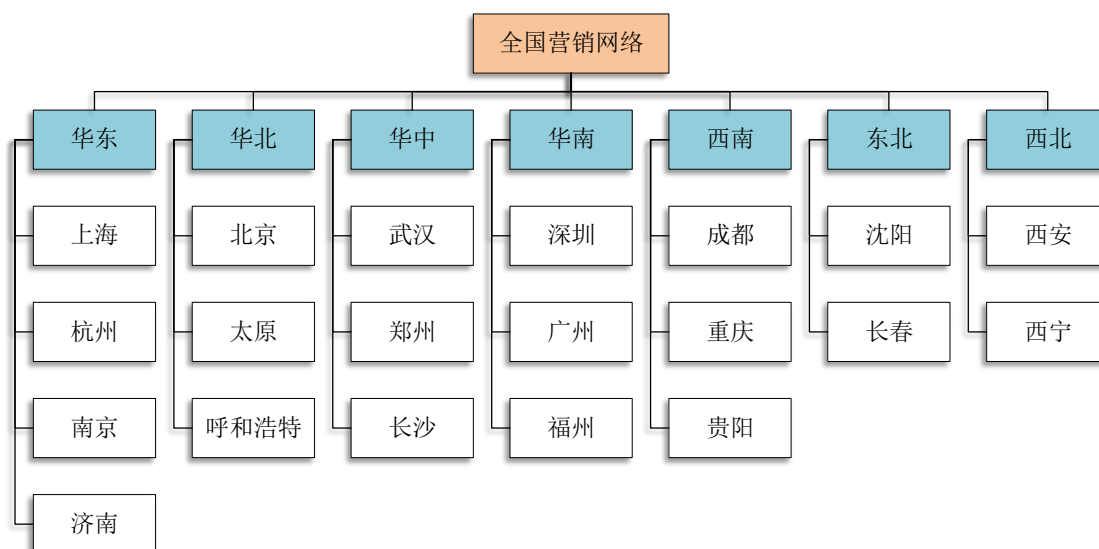 全国营销网络
华东
华北
华中
华南
西南
东北
西北
上海
北京
武汉
深圳
成都
沈阳
西安
杭州
太原
郑州
广州
重庆
长春
西宁
南京
呼和浩特
长沙
福州
贵阳
济南